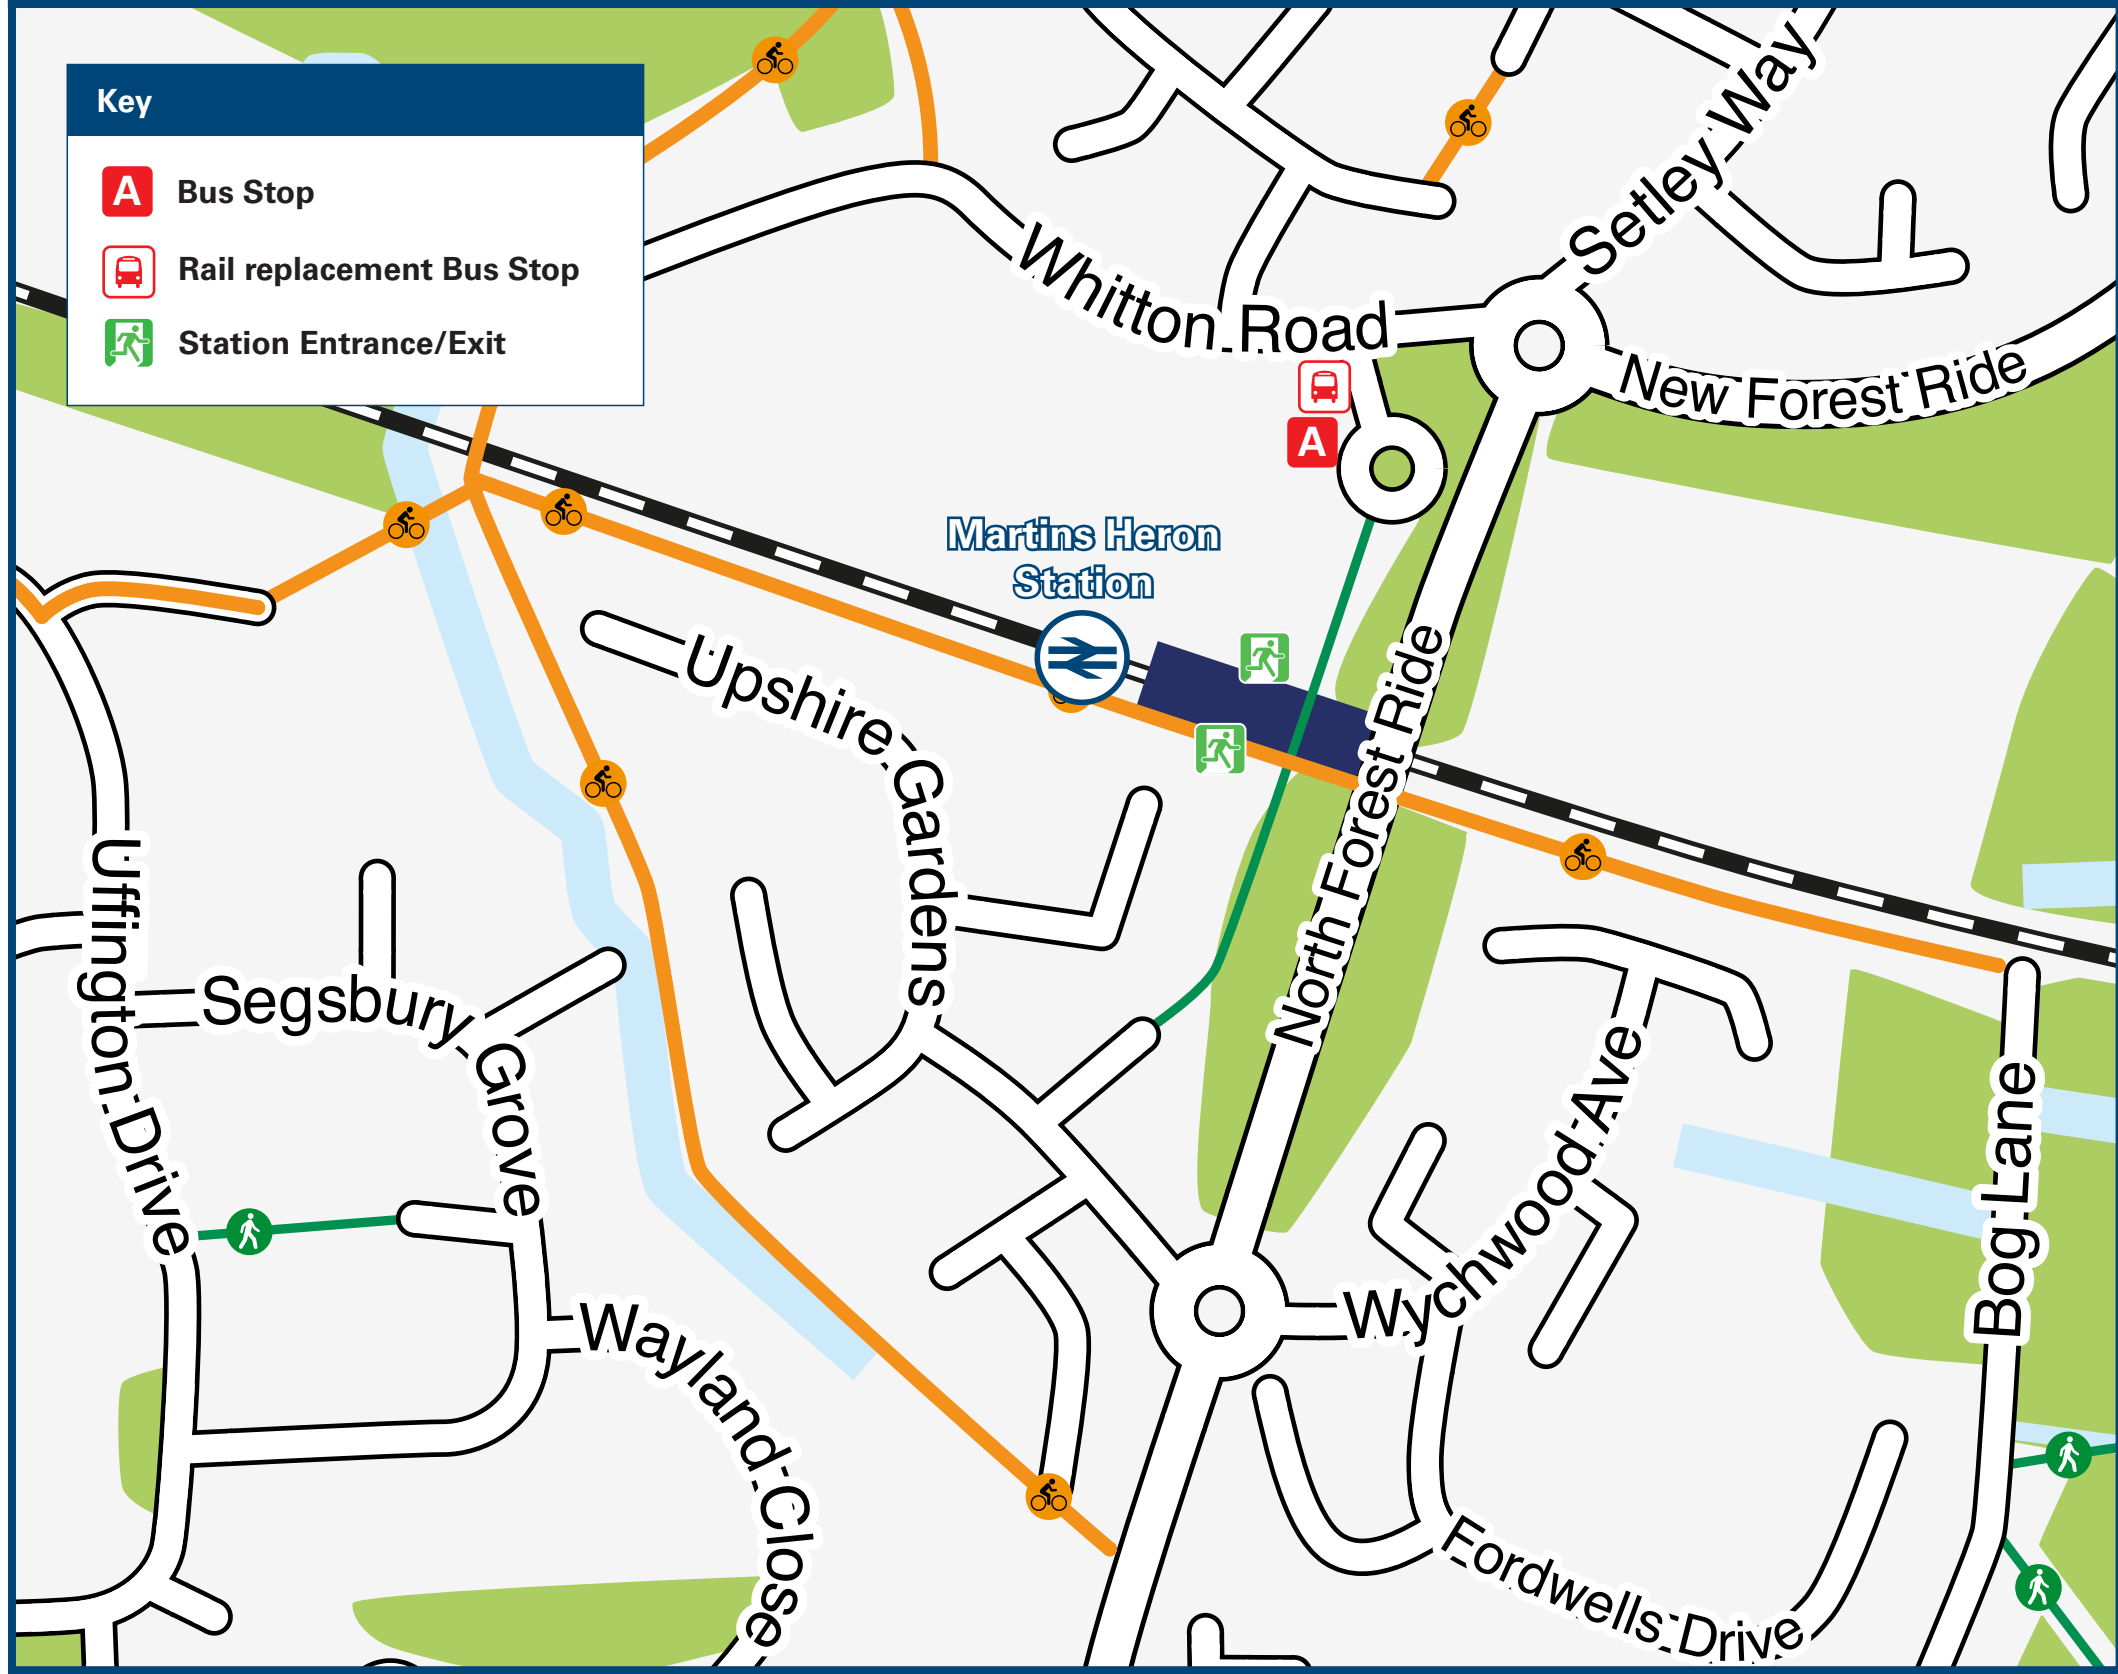 Key
A
Bus Stop
Rail replacement Bus Stop
Station Entrance/Exit
Setley Way
Whitton Road
New Forest Ride
A
Martins Heron
Station
Upshire Gardens
North Forest Ride
Uffington Drive
Segsbury Grove
Wychwood Ave
Bog Lane
Wayland Close
Fordwells Drive